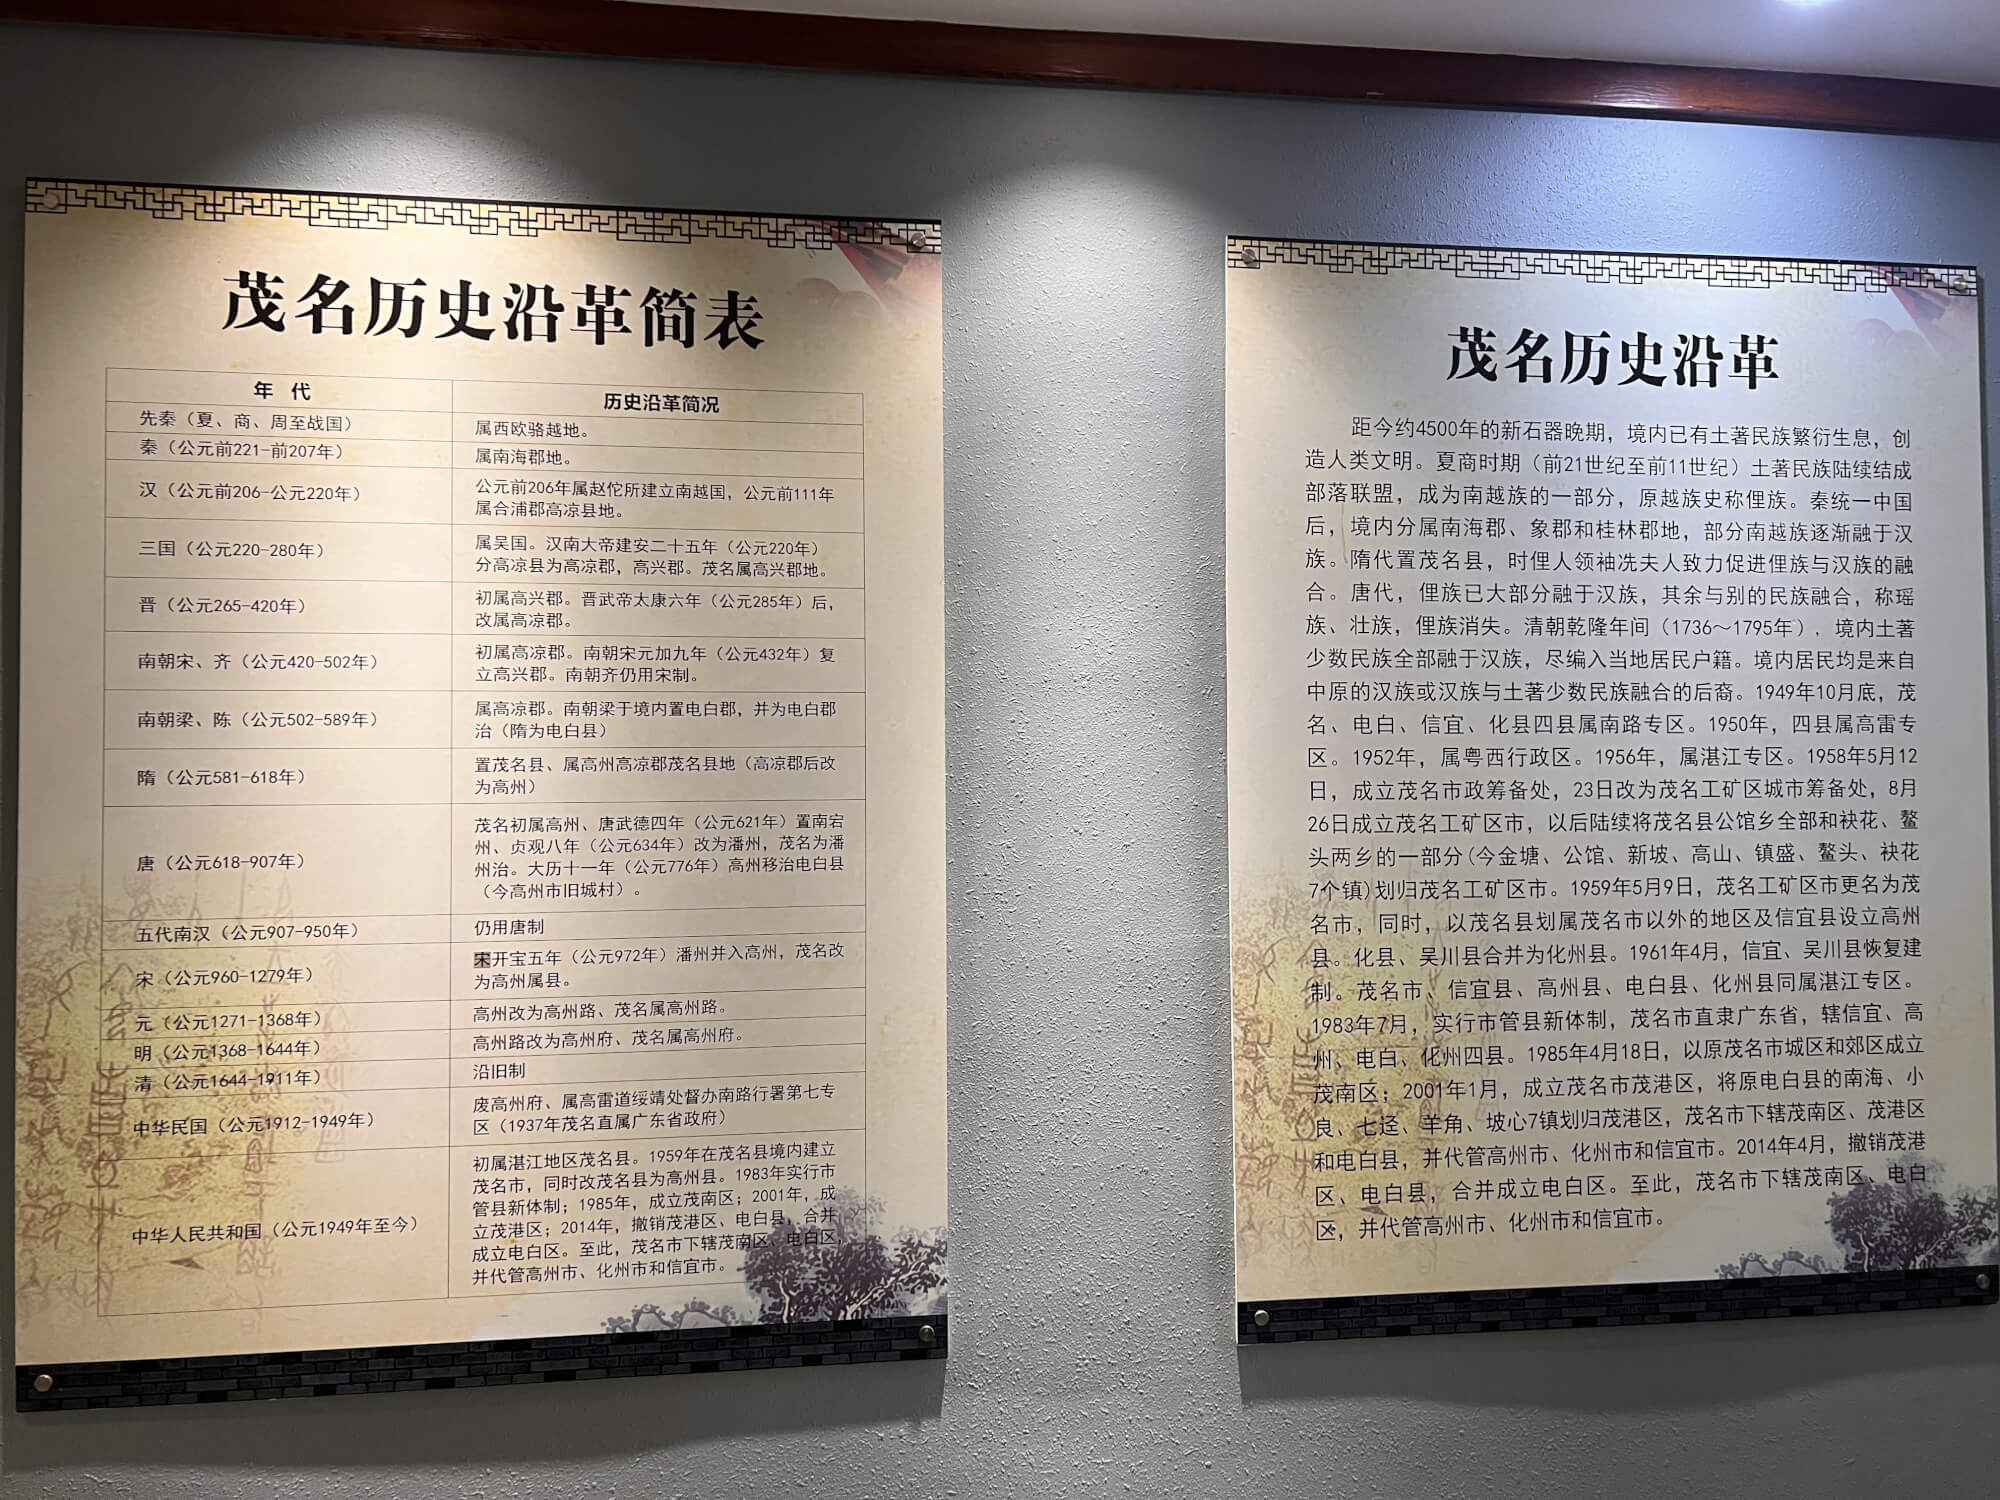 茂名历史沿革简表
年 代
历史沿革简况
先秦（夏、商、周至战国）
属西欧骆越地。
秦（公元前221-前207年）
属南海郡地。
汉（公元前206-公元220年）
公元前206年属赵佗所建立南越国，公元前111年
属合浦郡高凉县地。
三国（公元220-280年）
属吴国。汉南大帝建安二十五年（公元220年）
分高凉县为高凉郡，高兴郡。茂名属高兴郡地。
晋（公元265-420年）
初属高兴郡。晋武帝太康六年（公元285年）后，
改属高凉郡。
南朝宋、齐（公元420-502年）
初属高凉郡。南朝宋元加九年（公元432年）复
立高兴郡。南朝齐仍用宋制。
南朝梁、陈（公元502-589年）
属高凉郡。南朝梁于境内置电白郡，并为电白郡
治（隋为电白县）
隋（公元581-618年）
置茂名县、属高州高凉郡茂名县地（高凉郡后改
为高州）
唐（公元618-907年）
茂名初属高州、唐武德四年（公元621年）置南宕
州、贞观八年（公元634年）改为潘州，茂名为潘
州治。大历十一年（公元776年）高州移治电白县
（今高州市旧城村）。
五代南汉（公元907-950年）
仍用唐制
宋（公元960-1279年）
宋开宝五年（公元972年）潘州并入高州，茂名改
为高州属县。
元（公元1271-1368年）
高州改为高州路、茂名属高州路。
明（公元1368-1644年）
高州路改为高州府、茂名属高州府。
清（公元1644-1911年）
沿旧制
中华民国（公元1912-1949年）
废高州府、属高雷道绥靖处督办南路行署第七专
区（1937年茂名直属广东省政府）
中华人民共和国（公元1949年至今）
初属湛江地区茂名县。1959年在茂名县境内建立
茂名市，同时改茂名县为高州县。1983年实行市
管县新体制；1985年，成立茂南区；2001年，成
立茂港区；2014年，撤销茂港区、电白县，合并
成立电白区。至此，茂名市下辖茂南区、电白区，
并代管高州市、化州市和信宜市。
茂名历史沿革
距今约4500年的新石器晚期，境内已有土著民族繁衍生息，创
造人类文明。夏商时期（前21世纪至前11世纪）土著民族陆续结成
部落联盟，成为南越族的一部分，原越族史称俚族。秦统一中国
后，境内分属南海郡、象郡和桂林郡地，部分南越族逐渐融于汉
族。隋代置茂名县，时俚人领袖冼夫人致力促进俚族与汉族的融
合。唐代，俚族已大部分融于汉族，其余与别的民族融合，称瑶
族、壮族，俚族消失。清朝乾隆年间（1736～1795年），境内土著
少数民族全部融于汉族，尽编入当地居民户籍。境内居民均是来自
中原的汉族或汉族与土著少数民族融合的后裔。1949年10月底，茂
名、电白、信宜、化县四县属南路专区。1950年，四县属高雷专
区。1952年，属粤西行政区。1956年，属湛江专区。1958年5月12
日，成立茂名市政筹备处，23日改为茂名工矿区城市筹备处，8月
26日成立茂名工矿区市，以后陆续将茂名县公馆乡全部和袂花、鳌
头两乡的一部分(今金塘、公馆、新坡、高山、镇盛、鳌头、袂花
7个镇)划归茂名工矿区市。1959年5月9日，茂名工矿区市更名为茂
名市，同时，以茂名县划属茂名市以外的地区及信宜县设立高州
县。化县、吴川县合并为化州县。1961年4月，信宜、吴川县恢复建
制。茂名市、信宜县、高州县、电白县、化州县同属湛江专区。
1983年7月，实行市管县新体制，茂名市直隶广东省，辖信宜、高
州、电白、化州四县。1985年4月18日，以原茂名市城区和郊区成立
茂南区；2001年1月，成立茂名市茂港区，将原电白县的南海、小
良、七迳、羊角、坡心7镇划归茂港区，茂名市下辖茂南区、茂港区
和电白县，并代管高州市、化州市和信宜市。2014年4月，撤销茂港
区、电白县，合并成立电白区。至此，茂名市下辖茂南区、电白
区，并代管高州市、化州市和信宜市。